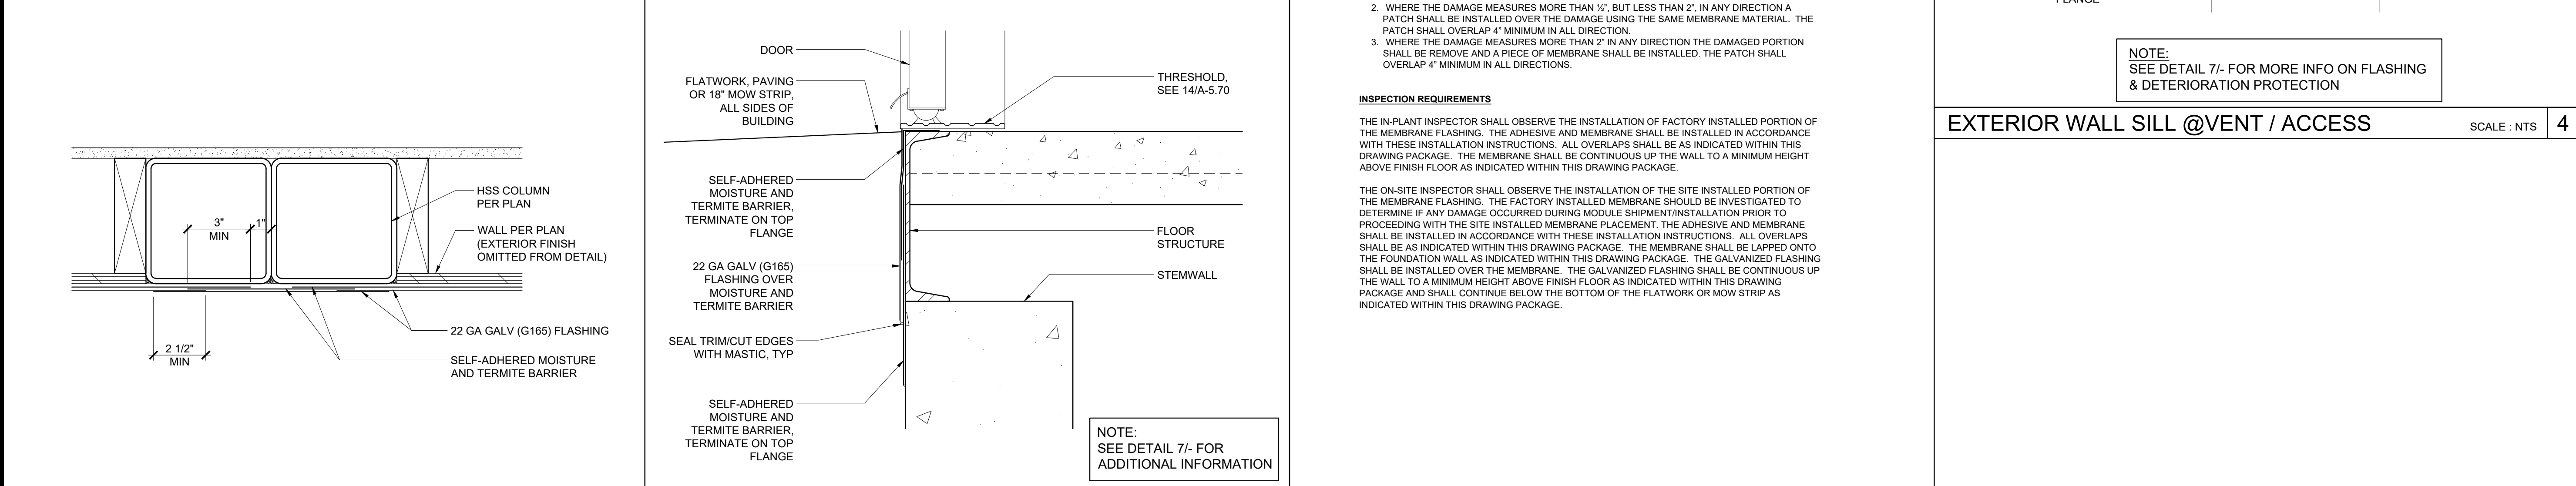 3"
1"
MIN
2 1/2"
MIN
HSS COLUMN
PER PLAN
WALL PER PLAN
(EXTERIOR FINISH
OMITTED FROM DETAIL)
22 GA GALV (G165) FLASHING
SELF-ADHERED MOISTURE
AND TERMITE BARRIER
DOOR
FLATWORK, PAVING
OR 18" MOW STRIP,
ALL SIDES OF
BUILDING
SELF-ADHERED
MOISTURE AND
TERMITE BARRIER,
TERMINATE ON TOP
FLANGE
22 GA GALV (G165)
FLASHING OVER
MOISTURE AND
TERMITE BARRIER
SEAL TRIM/CUT EDGES
WITH MASTIC, TYP
SELF-ADHERED
MOISTURE AND
TERMITE BARRIER,
TERMINATE ON TOP
FLANGE
THRESHOLD,
SEE 14/A-5.70
FLOOR
STRUCTURE
STEMWALL
NOTE:
SEE DETAIL 7/- FOR
ADDITIONAL INFORMATION
2. WHERE THE DAMAGE MEASURES MORE THAN ½", BUT LESS THAN 2", IN ANY DIRECTION A
PATCH SHALL BE INSTALLED OVER THE DAMAGE USING THE SAME MEMBRANE MATERIAL. THE
PATCH SHALL OVERLAP 4" MINIMUM IN ALL DIRECTION.
3. WHERE THE DAMAGE MEASURES MORE THAN 2" IN ANY DIRECTION THE DAMAGED PORTION
SHALL BE REMOVE AND A PIECE OF MEMBRANE SHALL BE INSTALLED. THE PATCH SHALL
OVERLAP 4" MINIMUM IN ALL DIRECTIONS.
INSPECTION REQUIREMENTS
THE IN-PLANT INSPECTOR SHALL OBSERVE THE INSTALLATION OF FACTORY INSTALLED PORTION OF
THE MEMBRANE FLASHING. THE ADHESIVE AND MEMBRANE SHALL BE INSTALLED IN ACCORDANCE
WITH THESE INSTALLATION INSTRUCTIONS. ALL OVERLAPS SHALL BE AS INDICATED WITHIN THIS
DRAWING PACKAGE. THE MEMBRANE SHALL BE CONTINUOUS UP THE WALL TO A MINIMUM HEIGHT
ABOVE FINISH FLOOR AS INDICATED WITHIN THIS DRAWING PACKAGE.
THE ON-SITE INSPECTOR SHALL OBSERVE THE INSTALLATION OF THE SITE INSTALLED PORTION OF
THE MEMBRANE FLASHING. THE FACTORY INSTALLED MEMBRANE SHOULD BE INVESTIGATED TO
DETERMINE IF ANY DAMAGE OCCURRED DURING MODULE SHIPMENT/INSTALLATION PRIOR TO
PROCEEDING WITH THE SITE INSTALLED MEMBRANE PLACEMENT. THE ADHESIVE AND MEMBRANE
SHALL BE INSTALLED IN ACCORDANCE WITH THESE INSTALLATION INSTRUCTIONS. ALL OVERLAPS
SHALL BE AS INDICATED WITHIN THIS DRAWING PACKAGE. THE MEMBRANE SHALL BE LAPPED ONTO
THE FOUNDATION WALL AS INDICATED WITHIN THIS DRAWING PACKAGE. THE GALVANIZED FLASHING
SHALL BE INSTALLED OVER THE MEMBRANE. THE GALVANIZED FLASHING SHALL BE CONTINUOUS UP
THE WALL TO A MINIMUM HEIGHT ABOVE FINISH FLOOR AS INDICATED WITHIN THIS DRAWING
PACKAGE AND SHALL CONTINUE BELOW THE BOTTOM OF THE FLATWORK OR MOW STRIP AS
INDICATED WITHIN THIS DRAWING PACKAGE.
FLANGE
NOTE:
SEE DETAIL 7/- FOR MORE INFO ON FLASHING
& DETERIORATION PROTECTION
EXTERIOR WALL SILL @VENT / ACCESS
SCALE : NTS
4